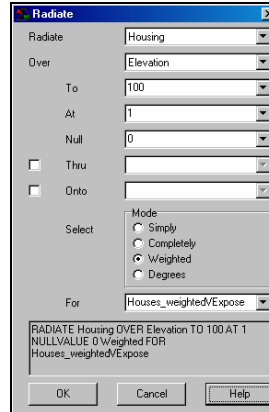 Radiate
Radiate Housing
Over Elevation
To 100
At 1
Null 0
Thru
Onto
Mode
Select
Simply
Completely
Weighted
Degrees
For Houses_weightedVExpose
RADIATE Housing OVER Elevation TO 100 AT 1
NULLVALUE 0 Weighted FOR
Houses_weightedVExpose
OK Cancel Help